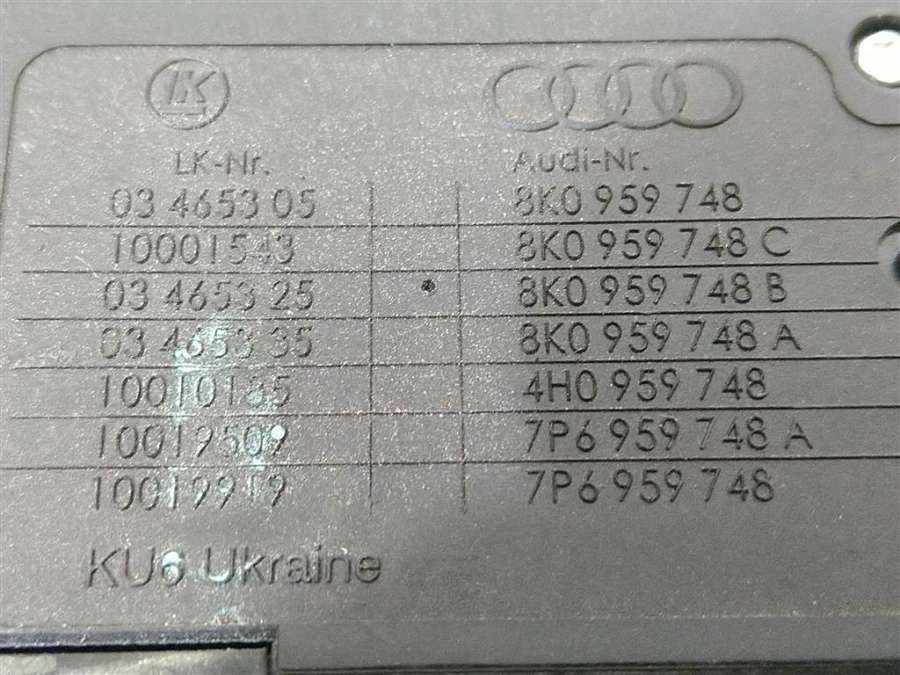 LK
LK-Nr. Audi-Nr.
03 4653 05 8K0 959 748
10001543 8K0 959 748 C
03 4653 25 8K0 959 748 B
03 4653 35 8K0 959 748 A
10010185 4H0 959 748
10019509 7P6 959 748 A
10019919 7P6 959 748
KU6 Ukraine